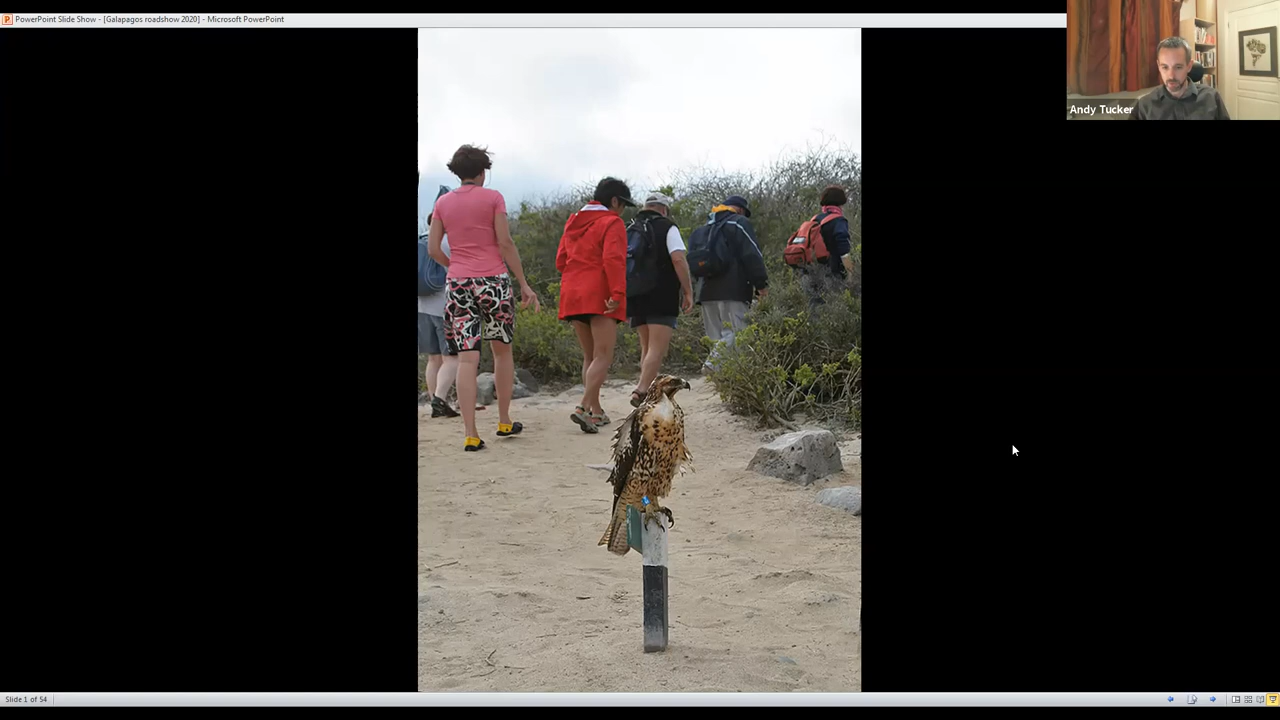 PowerPoint Slide Show - [Galapagos roadshow 2020] - Microsoft PowerPoint
Andy Tucker
Slide 1 of 54